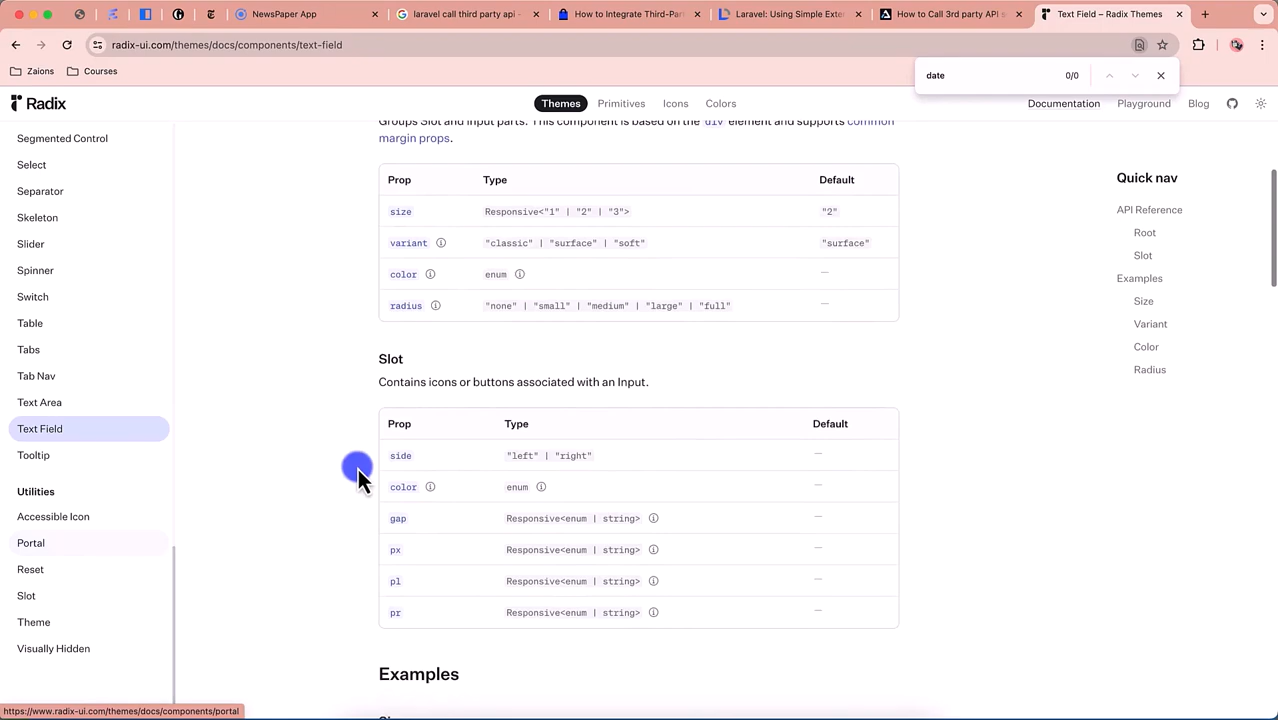 NewsPaper App
laravel call third party api -
How to Integrate Third-Par
Laravel: Using Simple Exter
How to Call 3rd party API s
Text Field – Radix Themes
radix-ui.com/themes/docs/components/text-field
Zaions
Courses
date
0/0
Radix
Themes
Primitives
Icons
Colors
Documentation
Playground
Blog
Segmented Control
Select
Separator
Skeleton
Slider
Spinner
Switch
Table
Tabs
Tab Nav
Text Area
Text Field
Tooltip
Utilities
Accessible Icon
Portal
Reset
Slot
Theme
Visually Hidden
Groups Slot and Input parts. This component is based on the div element and supports common
margin props.
Prop Type Default
size Responsive<"1" | "2" | "3"> "2"
variant "classic" | "surface" | "soft" "surface"
color enum —
radius "none" | "small" | "medium" | "large" | "full" —
Slot
Contains icons or buttons associated with an Input.
Prop Type Default
side "left" | "right" —
color enum —
gap Responsive<enum | string> —
px Responsive<enum | string> —
pl Responsive<enum | string> —
pr Responsive<enum | string> —
Examples
Quick nav
API Reference
Root
Slot
Examples
Size
Variant
Color
Radius
https://www.radix-ui.com/themes/docs/components/portal